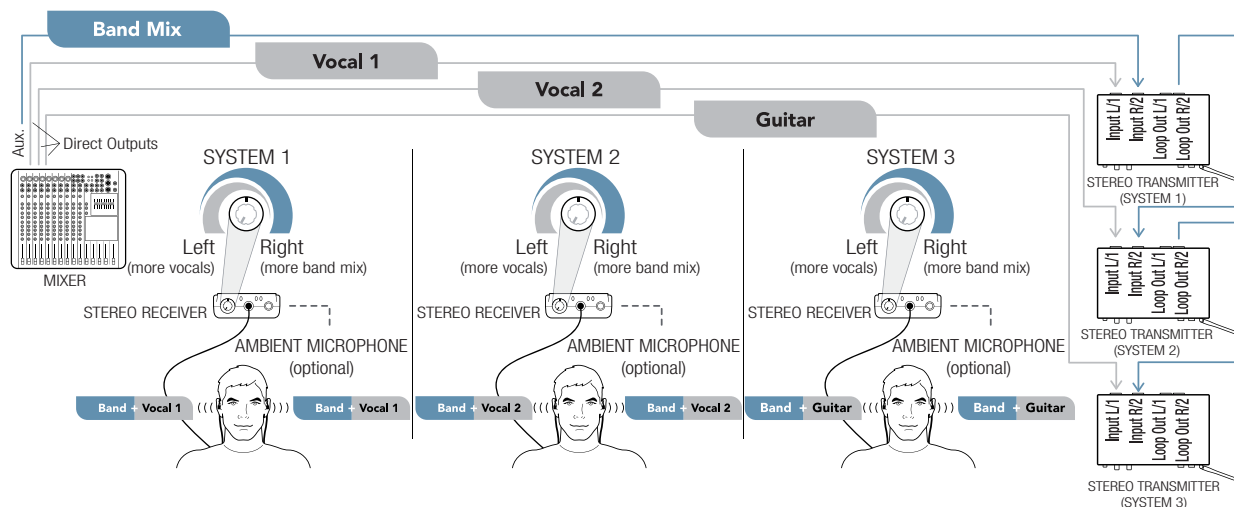 Band Mix
Vocal 1
Vocal 2
Guitar
Aux.
Direct Outputs
MIXER
SYSTEM 1
Left
(more vocals)
Right
(more band mix)
STEREO RECEIVER
AMBIENT MICROPHONE
(optional)
Band + Vocal 1
Band + Vocal 1
SYSTEM 2
Left
(more vocals)
Right
(more band mix)
STEREO RECEIVER
AMBIENT MICROPHONE
(optional)
Band + Vocal 2
Band + Vocal 2
SYSTEM 3
Left
(more vocals)
Right
(more band mix)
STEREO RECEIVER
AMBIENT MICROPHONE
(optional)
Band + Guitar
Band + Guitar
Input L/1
Input R/2
Loop Out L/1
Loop Out R/2
STEREO TRANSMITTER
(SYSTEM 1)
Input L/1
Input R/2
Loop Out L/1
Loop Out R/2
STEREO TRANSMITTER
(SYSTEM 2)
Input L/1
Input R/2
Loop Out L/1
Loop Out R/2
STEREO TRANSMITTER
(SYSTEM 3)